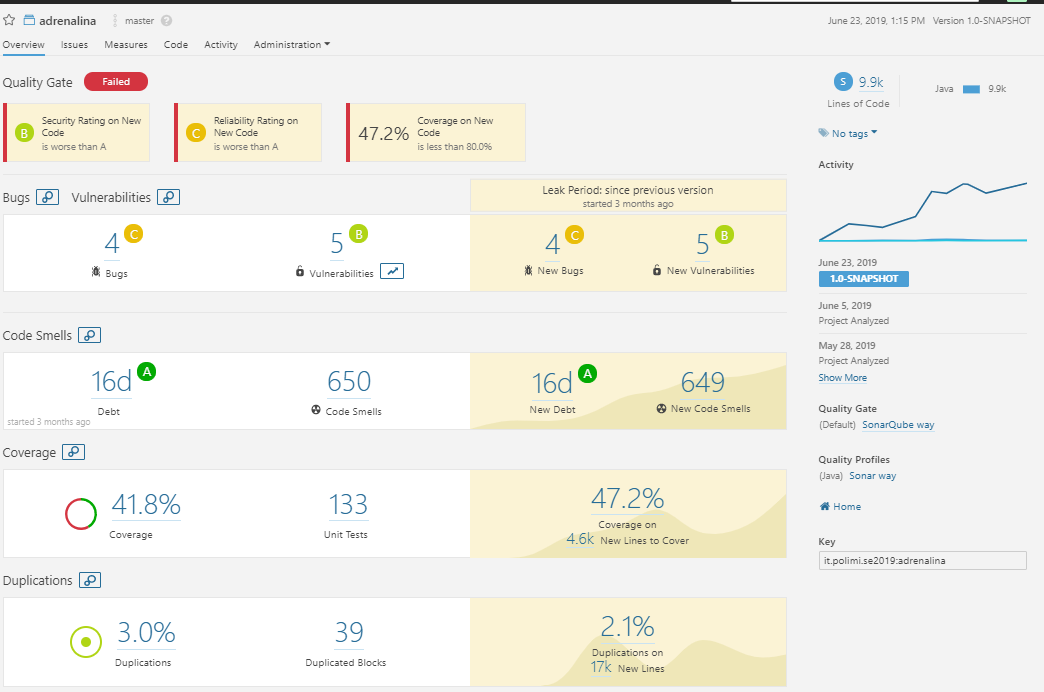 adrenalina master ?
June 23, 2019, 1:15 PM Version 1.0-SNAPSHOT
Overview Issues Measures Code Activity Administration
Quality Gate Failed
B
Security Rating on New
Code
is worse than A
C
Reliability Rating on
New Code
is worse than A
47.2%
Coverage on New
Code
is less than 80.0%
Bugs Vulnerabilities
Leak Period: since previous version
started 3 months ago
4 C
Bugs
5 B
Vulnerabilities
4 C
New Bugs
5 B
New Vulnerabilities
Code Smells
16d A
Debt
started 3 months ago
650
Code Smells
16d A
New Debt
649
New Code Smells
Coverage
41.8%
Coverage
133
Unit Tests
47.2%
Coverage on
4.6k New Lines to Cover
Duplications
3.0%
Duplications
39
Duplicated Blocks
2.1%
Duplications on
17k New Lines
S 9.9k
Lines of Code
Java 9.9k
No tags
Activity
June 23, 2019
1.0-SNAPSHOT
June 5, 2019
Project Analyzed
May 28, 2019
Project Analyzed
Show More
Quality Gate
(Default) SonarQube way
Quality Profiles
(Java) Sonar way
Home
Key
it.polimi.se2019:adrenalina